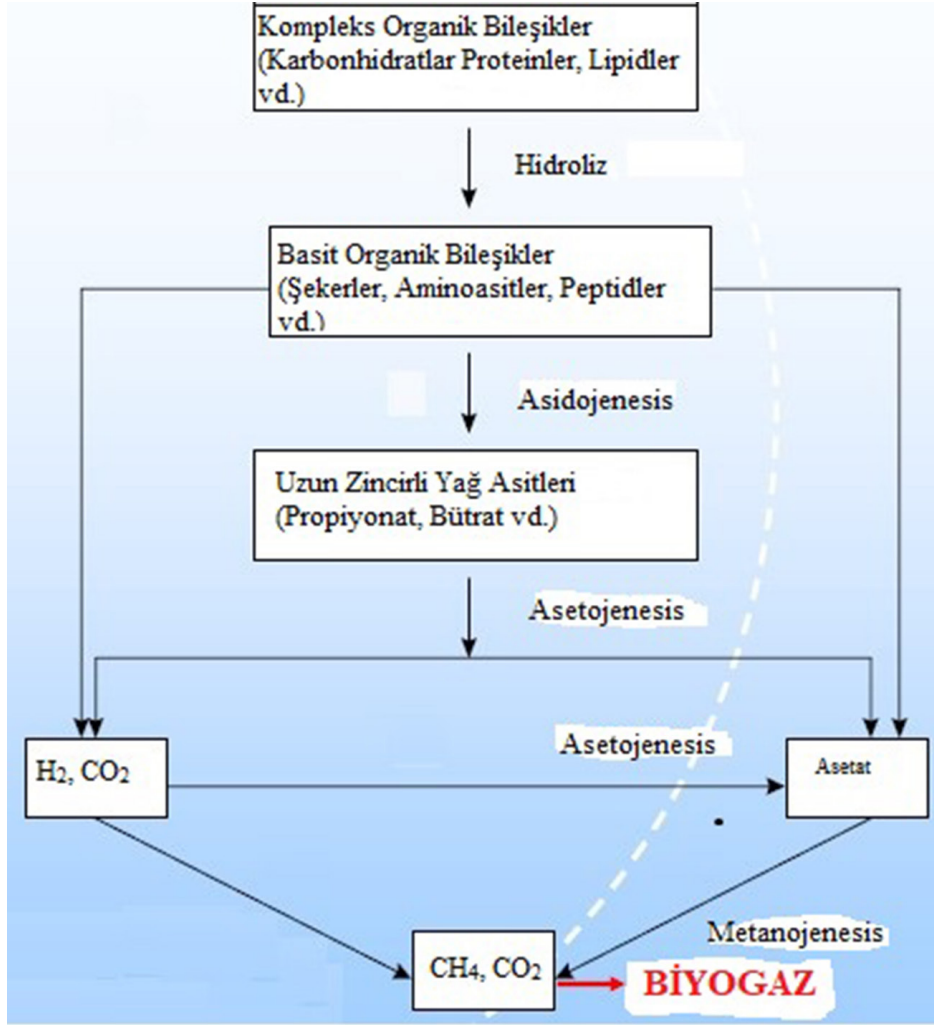 Kompleks Organik Bileşikler
(Karbonhidratlar Proteinler, Lipidler
vd.)
Hidroliz
Basit Organik Bileşikler
(Şekerler, Aminoasitler, Peptidler
vd.)
Asidojenesis
Uzun Zincirli Yağ Asitleri
(Propiyonat, Bütrat vd.)
Asetojenesis
Asetojenesis
H₂, CO₂
Asetat
Metanojenesis
CH₄, CO₂
BİYOGAZ